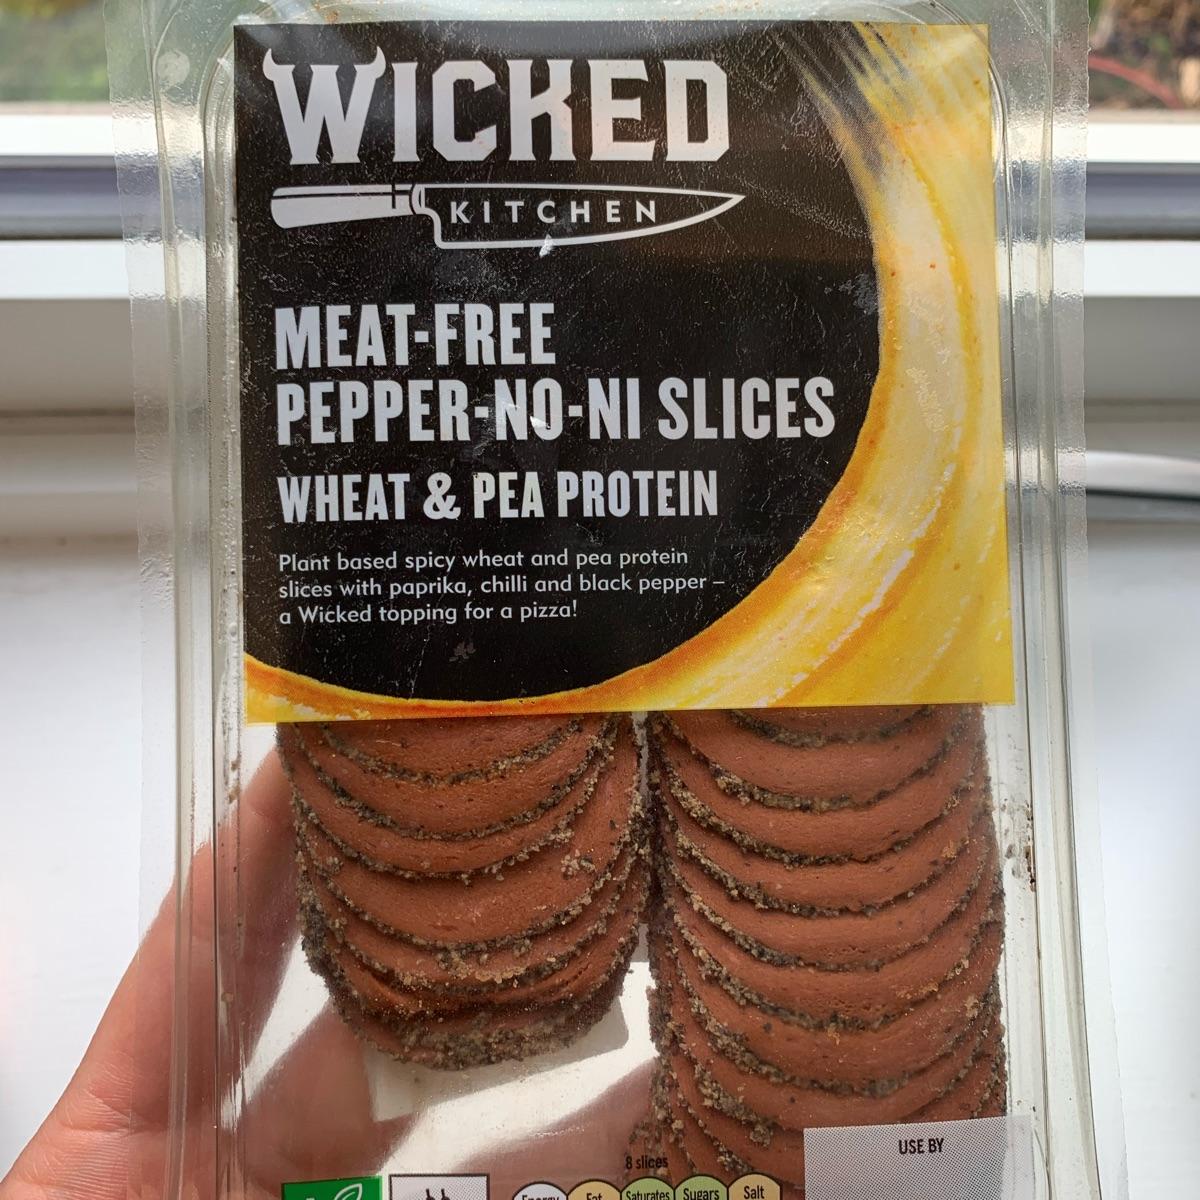 WICKED
KITCHEN
MEAT-FREE
PEPPER-NO-NI SLICES
WHEAT & PEA PROTEIN
Plant based spicy wheat and pea protein
slices with paprika, chilli and black pepper –
a Wicked topping for a pizza!
USE BY
8 slices
Energy Fat Saturates Sugars Salt